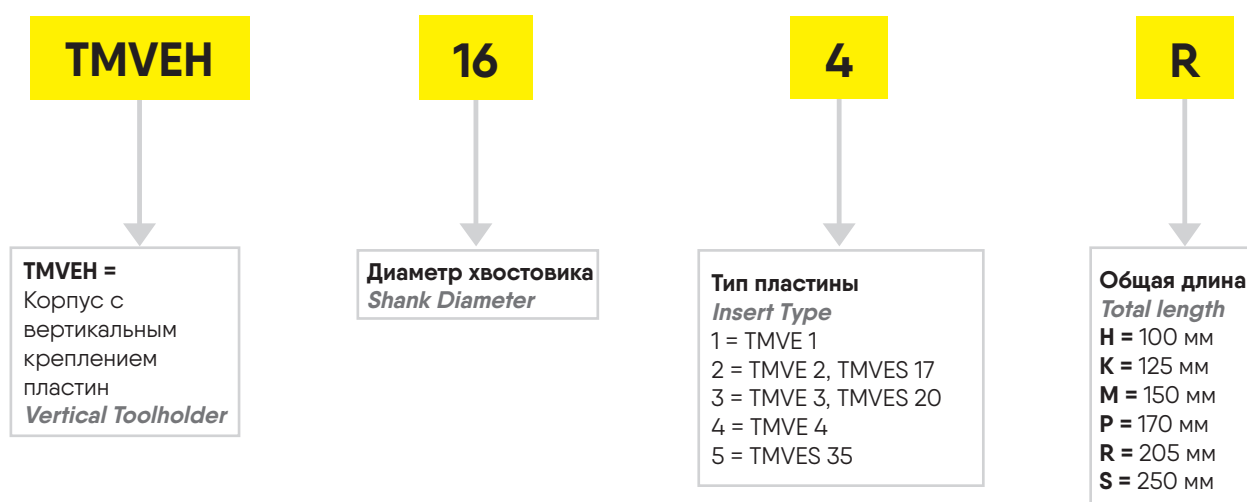 TMVEH
16
4
R
TMVEH =
Корпус с
вертикальным
креплением
пластин
Vertical Toolholder
Диаметр хвостовика
Shank Diameter
Тип пластины
Insert Type
1 = TMVE 1
2 = TMVE 2, TMVES 17
3 = TMVE 3, TMVES 20
4 = TMVE 4
5 = TMVES 35
Общая длина
Total length
H = 100 мм
K = 125 мм
M = 150 мм
P = 170 мм
R = 205 мм
S = 250 мм